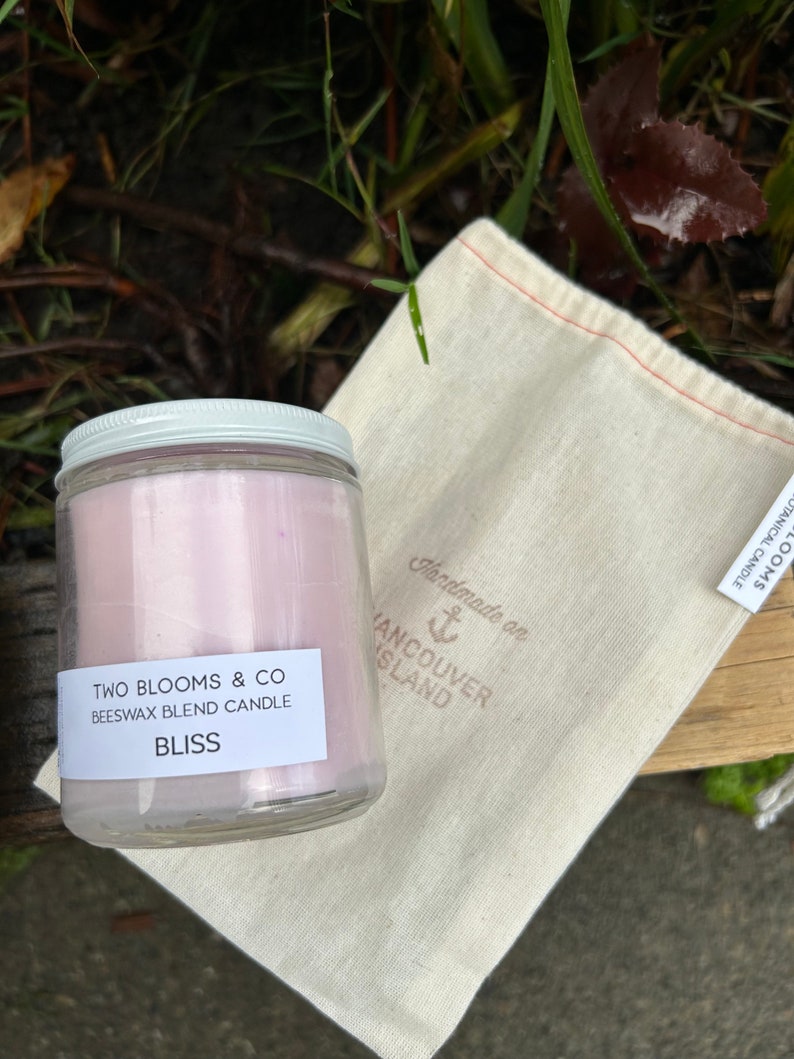 TWO BLOOMS & CO
BEESWAX BLEND CANDLE
BLISS
Handmade on
VANCOUVER
ISLAND
BLOOMS
BOTANICAL CANDLE